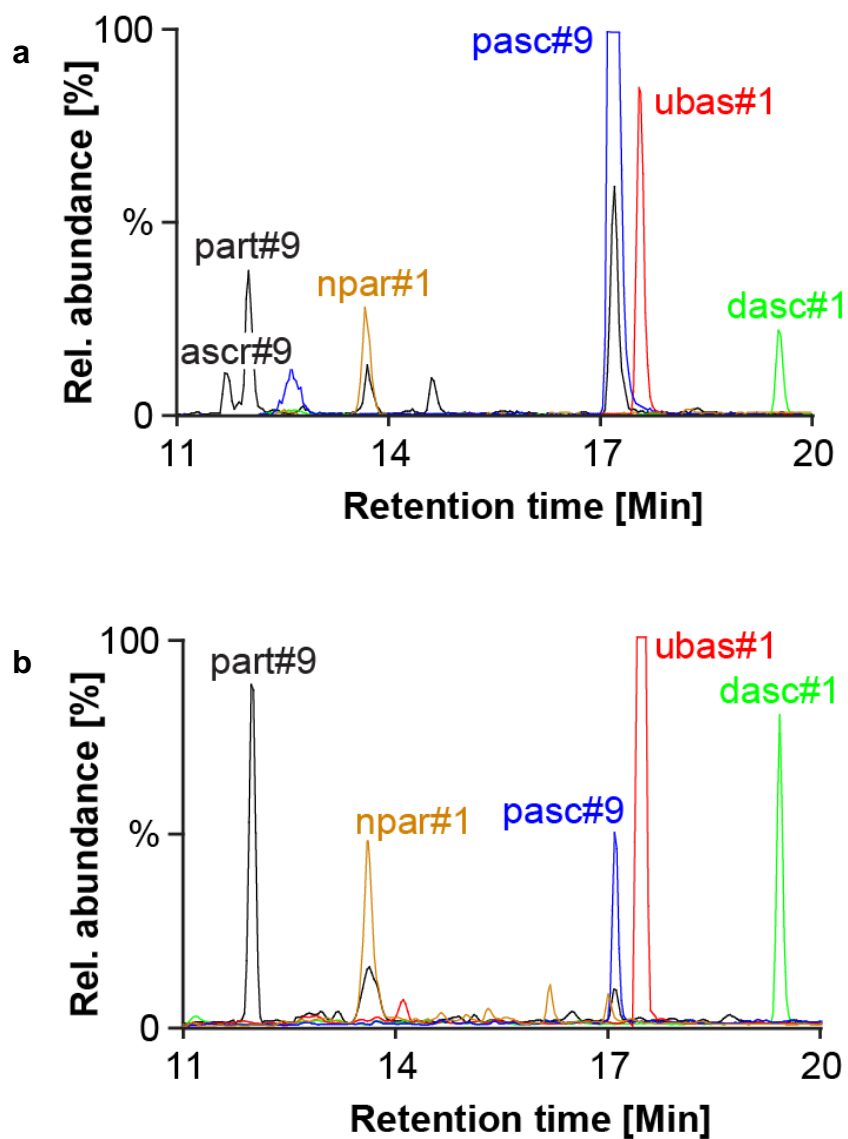 a
Rel. abundance [%]
100
%
0
part#9
ascr#9
npar#1
pasc#9
ubas#1
dasc#1
11 14 17 20
Retention time [Min]
b
Rel. abundance [%]
100
%
0
part#9
npar#1
pasc#9
ubas#1
dasc#1
11 14 17 20
Retention time [Min]